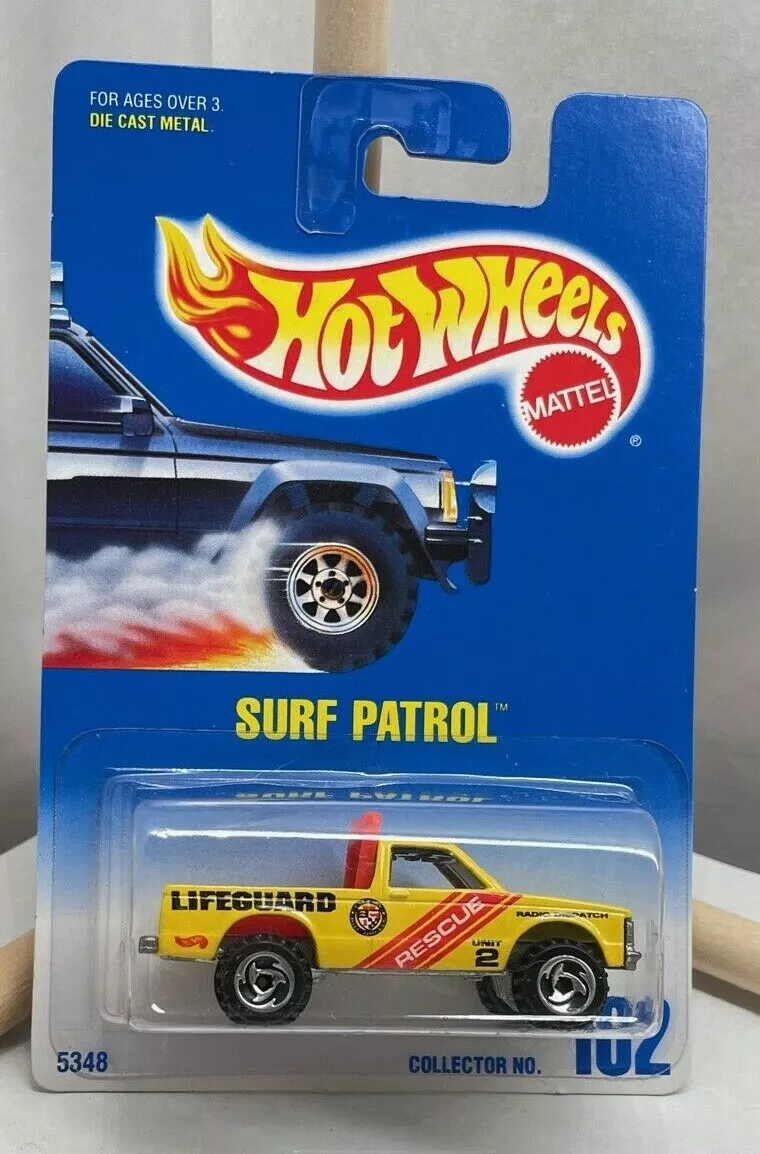 FOR AGES OVER 3.
DIE CAST METAL.
HOT WHEELS
MATTEL
®
SURF PATROL™
LIFEGUARD
RESCUE
RADIO DISPATCH
UNIT
2
5348
COLLECTOR NO. 102